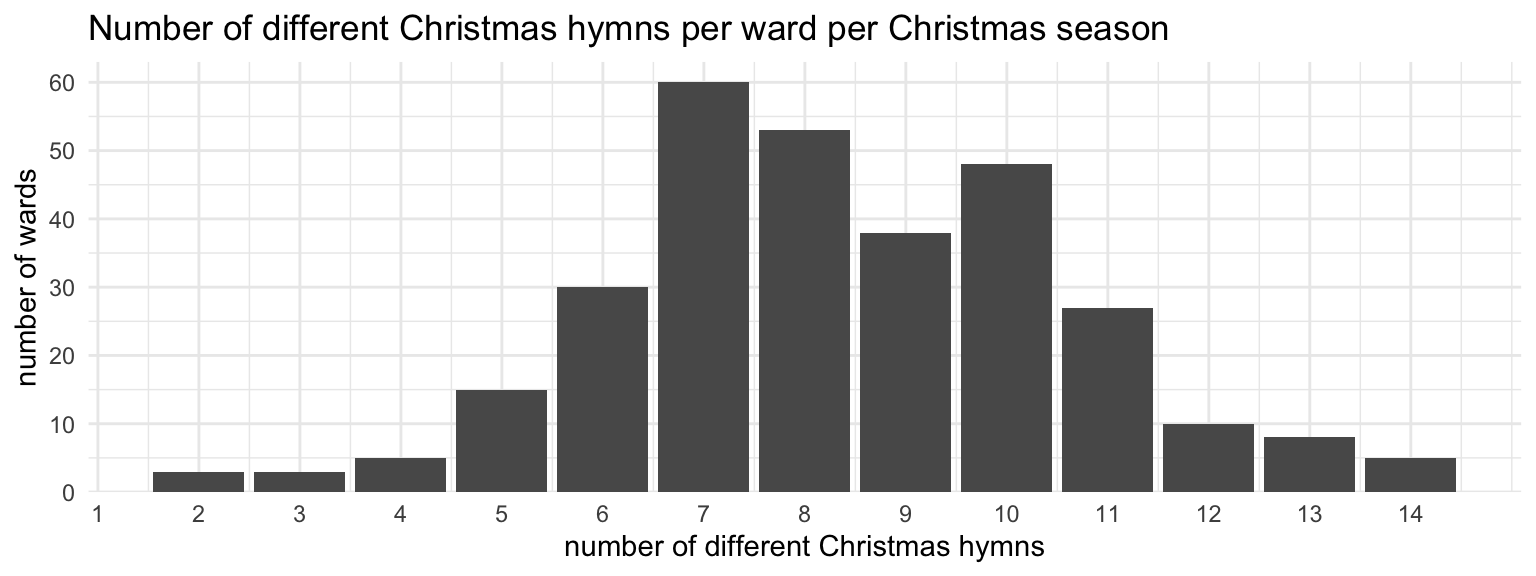 Number of different Christmas hymns per ward per Christmas season
number of wards
60
50
40
30
20
10
0
1 2 3 4 5 6 7 8 9 10 11 12 13 14
number of different Christmas hymns